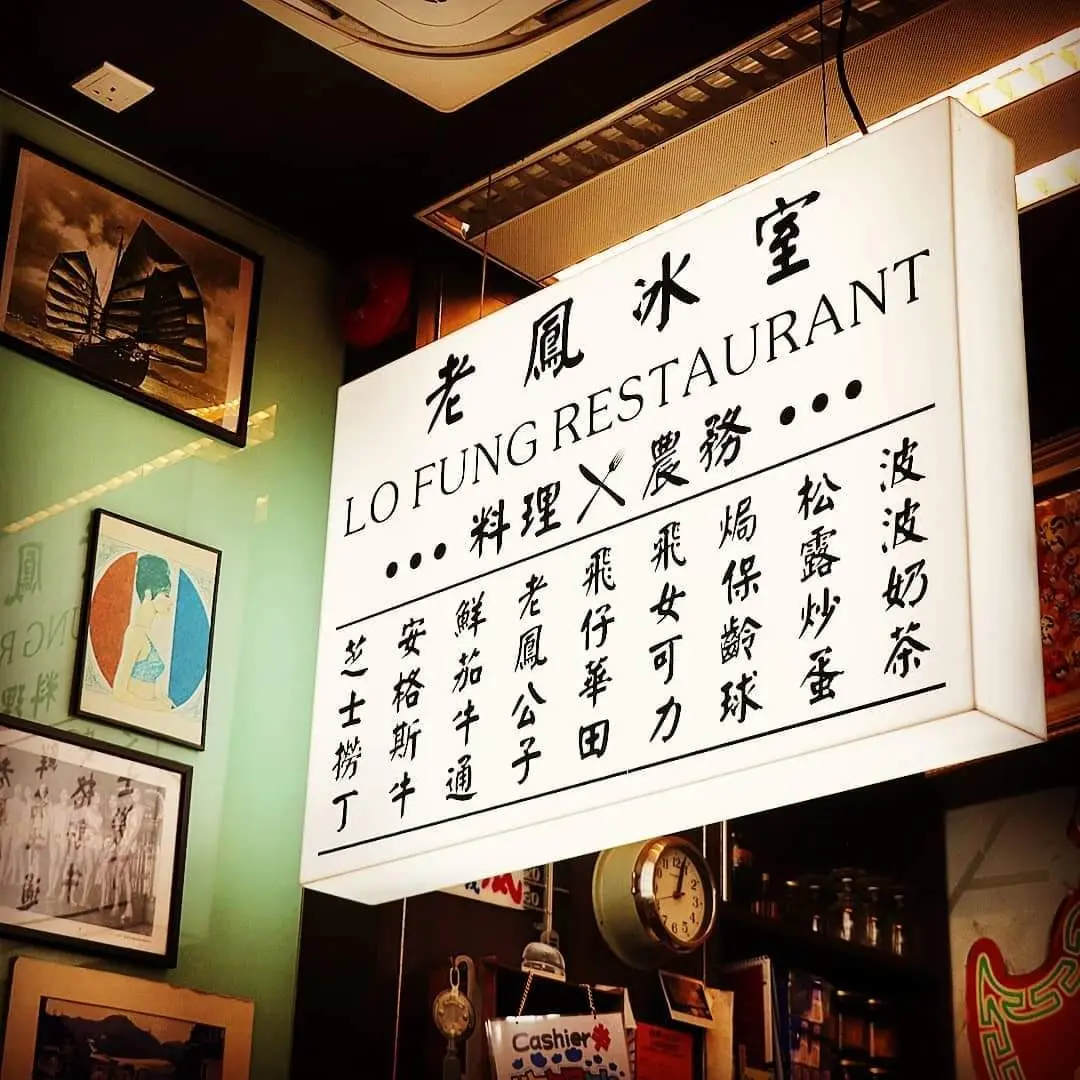 老鳳冰室
LO FUNG RESTAURANT
•••料理 農務•••
波波奶茶
松露炒蛋
焗保齡球
飛女可力
飛仔華田
老鳳公子
鮮茄牛通
安格斯牛
芝士撈丁
Cashier